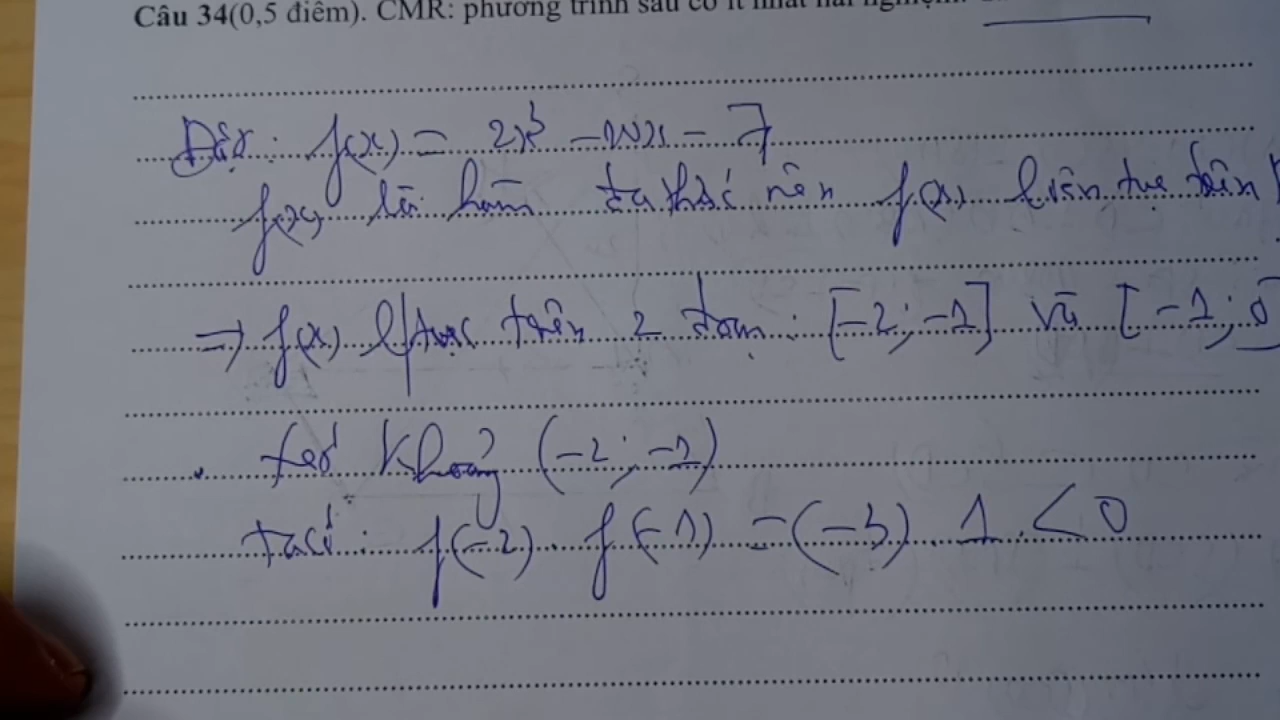 Câu 34(0,5 điểm). CMR: phương trình sau có ít nhất hai nghiệm:
Đặt: f(x) = 2x³ - 10x - 7
f(x) là hàm đa thức nên f(x) liên tục trên
=> f(x) l/tục trên 2 đoạn: [-2; -1] và [-1; 0]
. Xét khoảng (-2; -1)
ta có: f(-2). f(-1) = (-3). 1 < 0